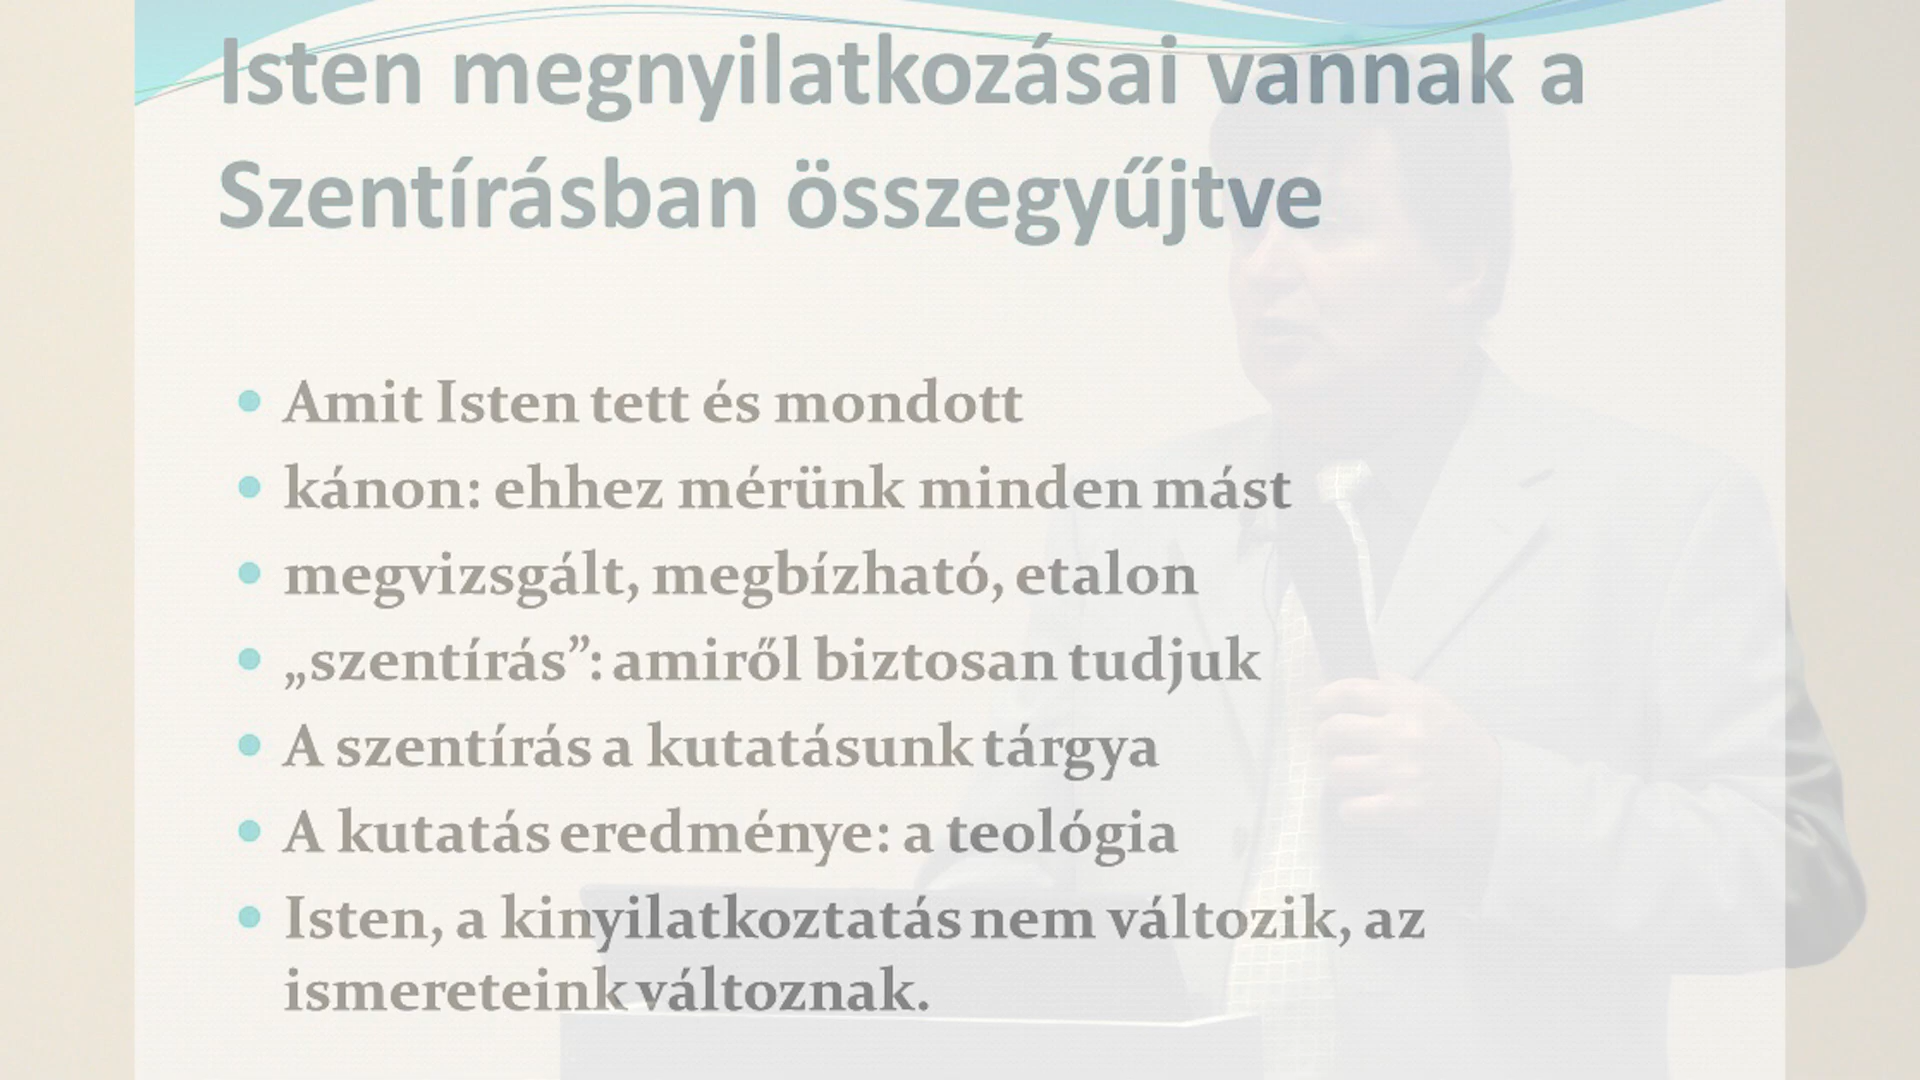 Isten megnyilatkozásai vannak a
Szentírásban összegyűjtve
Amit Isten tett és mondott
kánon: ehhez mérünk minden mást
megvizsgált, megbízható, etalon
„szentírás”: amiről biztosan tudjuk
A szentírás a kutatásunk tárgya
A kutatás eredménye: a teológia
Isten, a kinyilatkoztatás nem változik, az
ismereteink változnak.